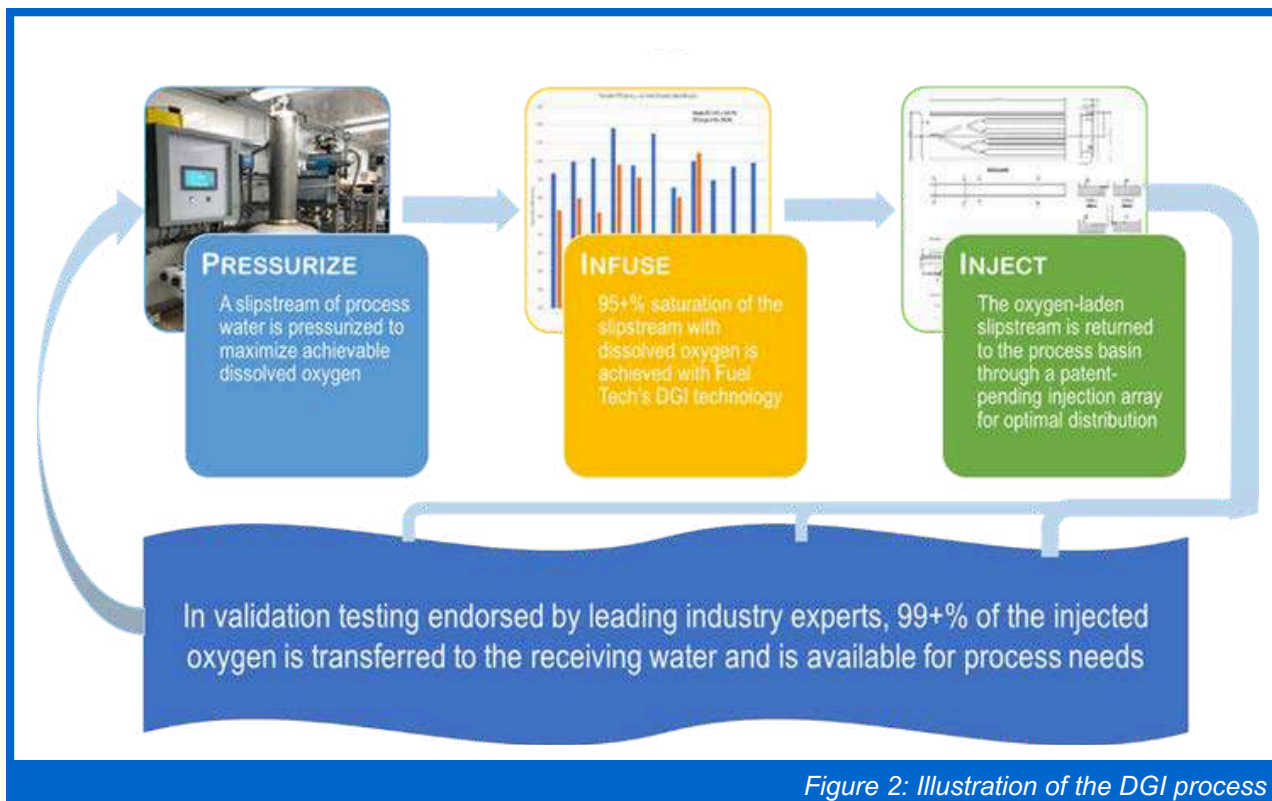 PRESSURIZE
A slipstream of process
water is pressurized to
maximize achievable
dissolved oxygen
INFUSE
95+% saturation of the
slipstream with
dissolved oxygen is
achieved with Fuel
Tech's DGI technology
INJECT
The oxygen-laden
slipstream is returned
to the process basin
through a patent-
pending injection array
for optimal distribution
In validation testing endorsed by leading industry experts, 99+% of the injected
oxygen is transferred to the receiving water and is available for process needs
Figure 2: Illustration of the DGI process